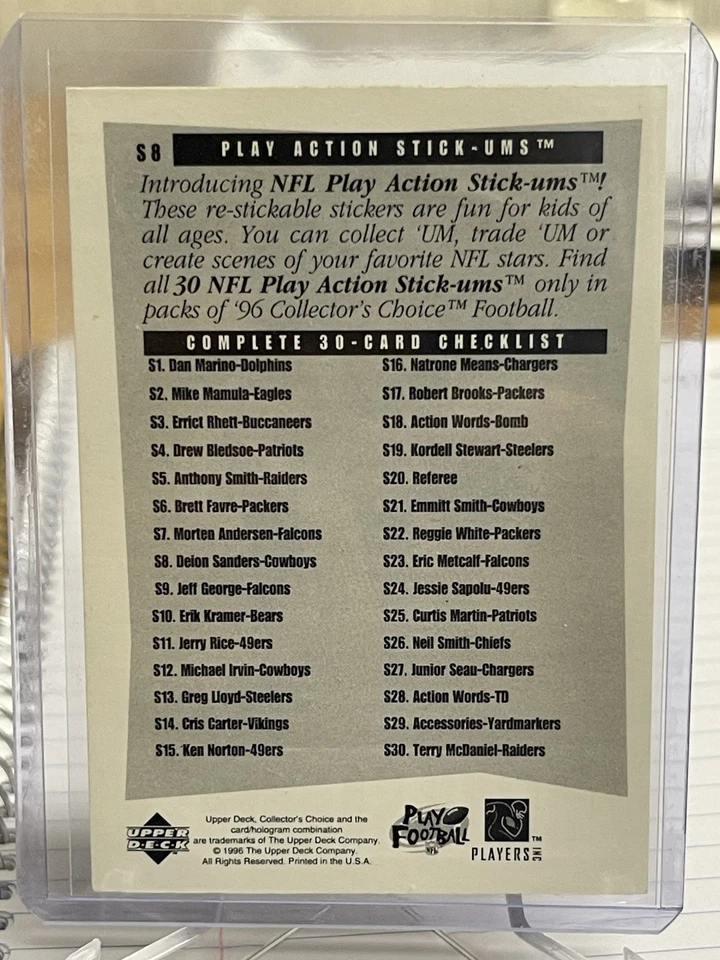 S8 PLAY ACTION STICK-UMS™
Introducing NFL Play Action Stick-ums™!
These re-stickable stickers are fun for kids of
all ages. You can collect 'UM, trade 'UM or
create scenes of your favorite NFL stars. Find
all 30 NFL Play Action Stick-ums™ only in
packs of '96 Collector's Choice™ Football.
COMPLETE 30-CARD CHECKLIST
S1. Dan Marino-Dolphins
S2. Mike Mamula-Eagles
S3. Errict Rhett-Buccaneers
S4. Drew Bledsoe-Patriots
S5. Anthony Smith-Raiders
S6. Brett Favre-Packers
S7. Morten Andersen-Falcons
S8. Deion Sanders-Cowboys
S9. Jeff George-Falcons
S10. Erik Kramer-Bears
S11. Jerry Rice-49ers
S12. Michael Irvin-Cowboys
S13. Greg Lloyd-Steelers
S14. Cris Carter-Vikings
S15. Ken Norton-49ers
S16. Natrone Means-Chargers
S17. Robert Brooks-Packers
S18. Action Words-Bomb
S19. Kordell Stewart-Steelers
S20. Referee
S21. Emmitt Smith-Cowboys
S22. Reggie White-Packers
S23. Eric Metcalf-Falcons
S24. Jessie Sapolu-49ers
S25. Curtis Martin-Patriots
S26. Neil Smith-Chiefs
S27. Junior Seau-Chargers
S28. Action Words-TD
S29. Accessories-Yardmarkers
S30. Terry McDaniel-Raiders
UPPER
DECK
Upper Deck, Collector's Choice and the
card/hologram combination
are trademarks of The Upper Deck Company.
© 1996 The Upper Deck Company.
All Rights Reserved. Printed in the U.S.A.
PLAY
FOOTBALL
NFL
PLAYERS INC™